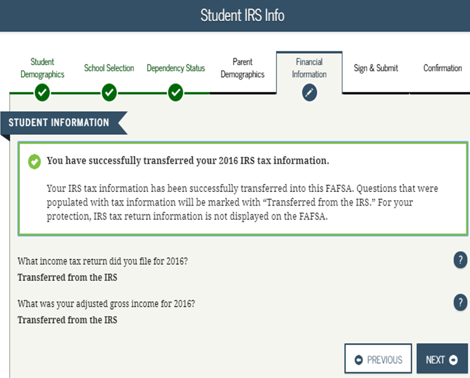 Student IRS Info
Student
Demographics
School Selection
Dependency Status
Parent
Demographics
Financial
Information
Sign & Submit
Confirmation
STUDENT INFORMATION
You have successfully transferred your 2016 IRS tax information.
Your IRS tax information has been successfully transferred into this FAFSA. Questions that were
populated with tax information will be marked with “Transferred from the IRS.” For your
protection, IRS tax return information is not displayed on the FAFSA.
What income tax return did you file for 2016?
?
Transferred from the IRS
What was your adjusted gross income for 2016?
?
Transferred from the IRS
PREVIOUS
NEXT